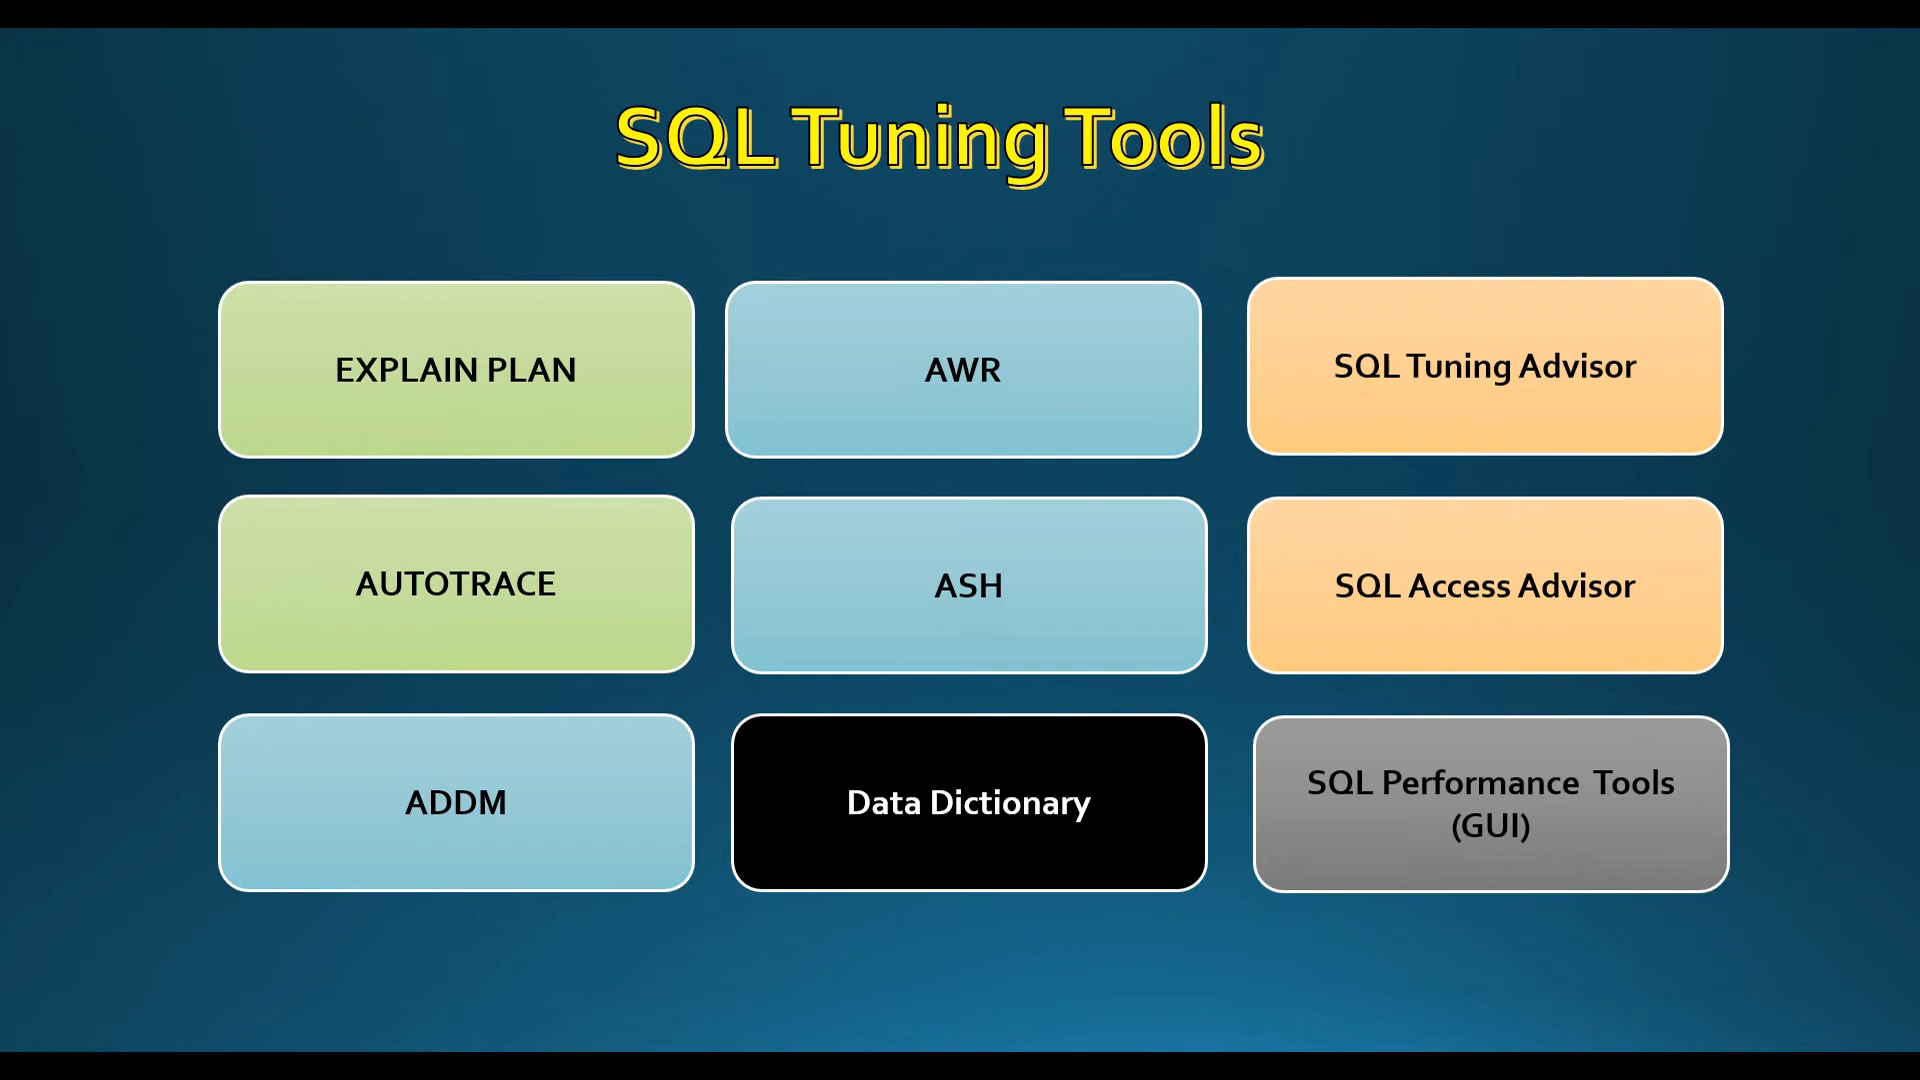 SQL Tuning Tools
EXPLAIN PLAN
AWR
SQL Tuning Advisor
AUTOTRACE
ASH
SQL Access Advisor
ADDM
Data Dictionary
SQL Performance Tools
(GUI)